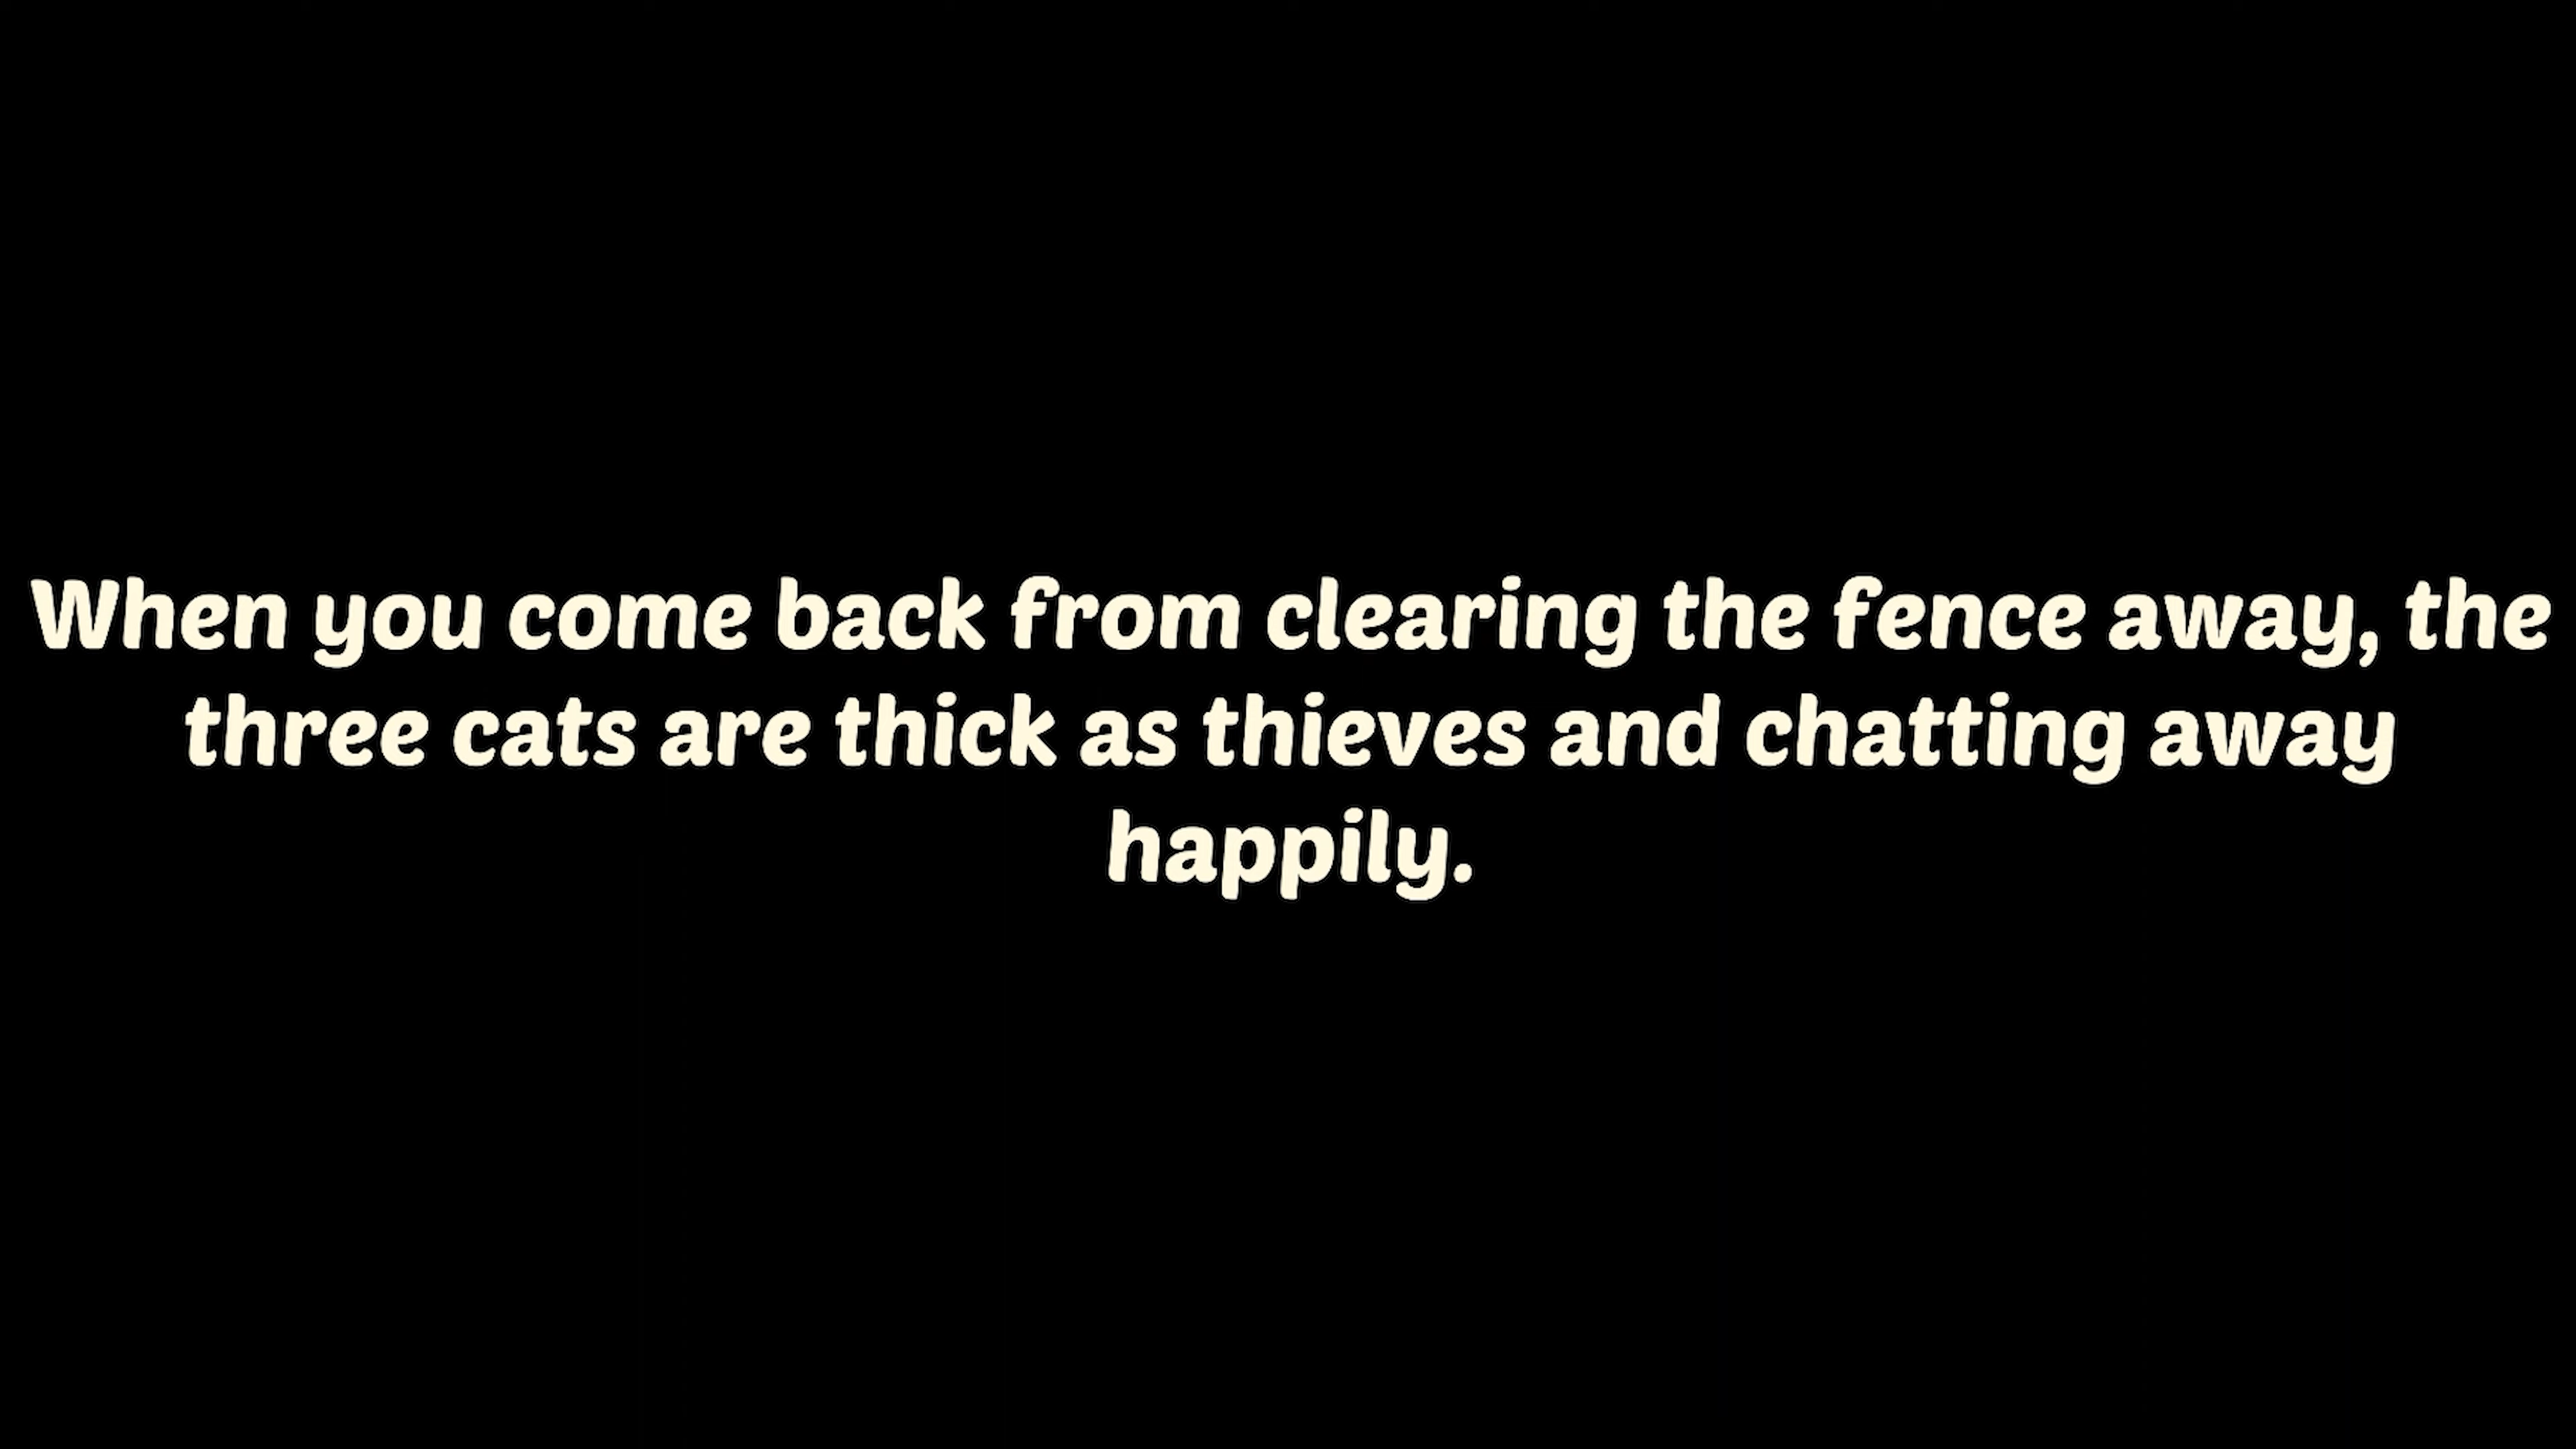 When you come back from clearing the fence away, the
three cats are thick as thieves and chatting away
happily.